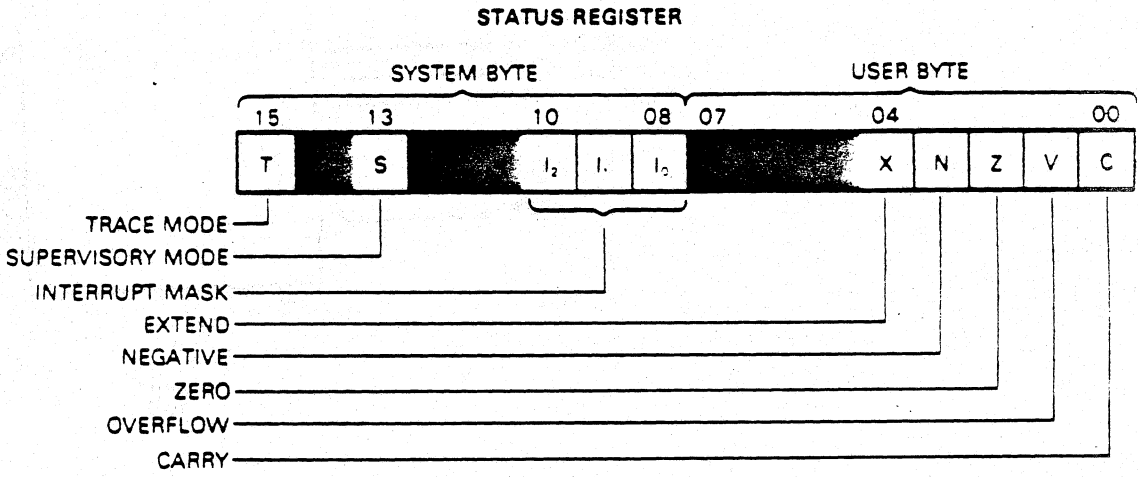 STATUS REGISTER
SYSTEM BYTE USER BYTE
15 13 10 08 07 04 00
T S I₂ I. I₀ X N Z V C
TRACE MODE
SUPERVISORY MODE
INTERRUPT MASK
EXTEND
NEGATIVE
ZERO
OVERFLOW
CARRY